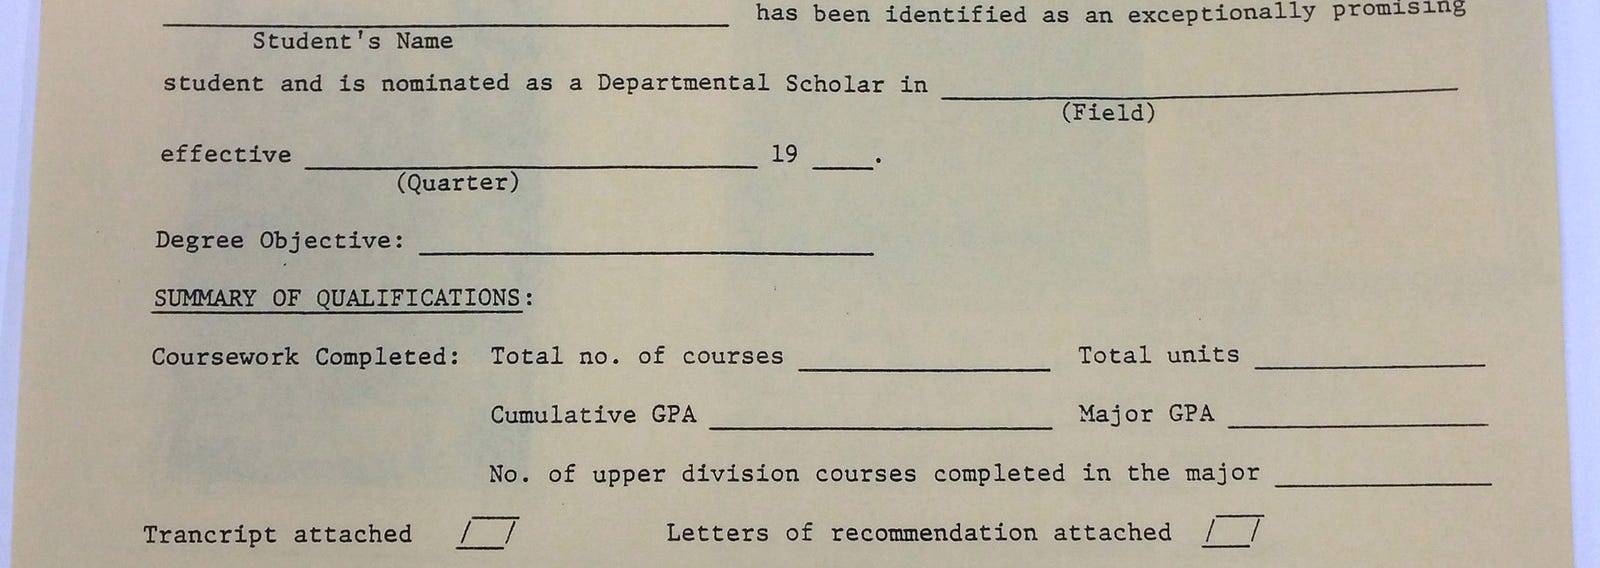 has been identified as an exceptionally promising
Student's Name
student and is nominated as a Departmental Scholar in
(Field)
effective 19 .
(Quarter)
Degree Objective:
SUMMARY OF QUALIFICATIONS:
Coursework Completed: Total no. of courses Total units
Cumulative GPA Major GPA
No. of upper division courses completed in the major
Trancript attached Letters of recommendation attached